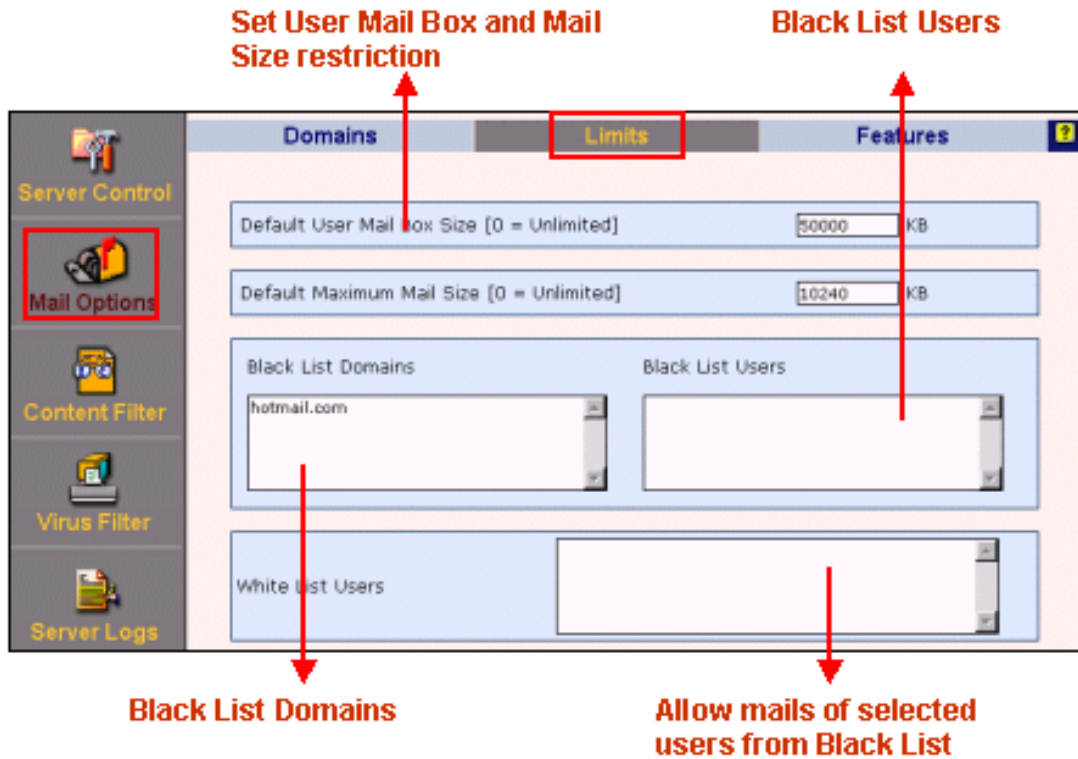 Set User Mail Box and Mail
Size restriction
Black List Users
Domains
Limits
Features
?
Server Control
Mail Options
Content Filter
Virus Filter
Server Logs
Default User Mail Box Size [0 = Unlimited]
50000
KB
Default Maximum Mail Size [0 = Unlimited]
10240
KB
Black List Domains
Black List Users
hotmail.com
White List Users
Black List Domains
Allow mails of selected
users from Black List